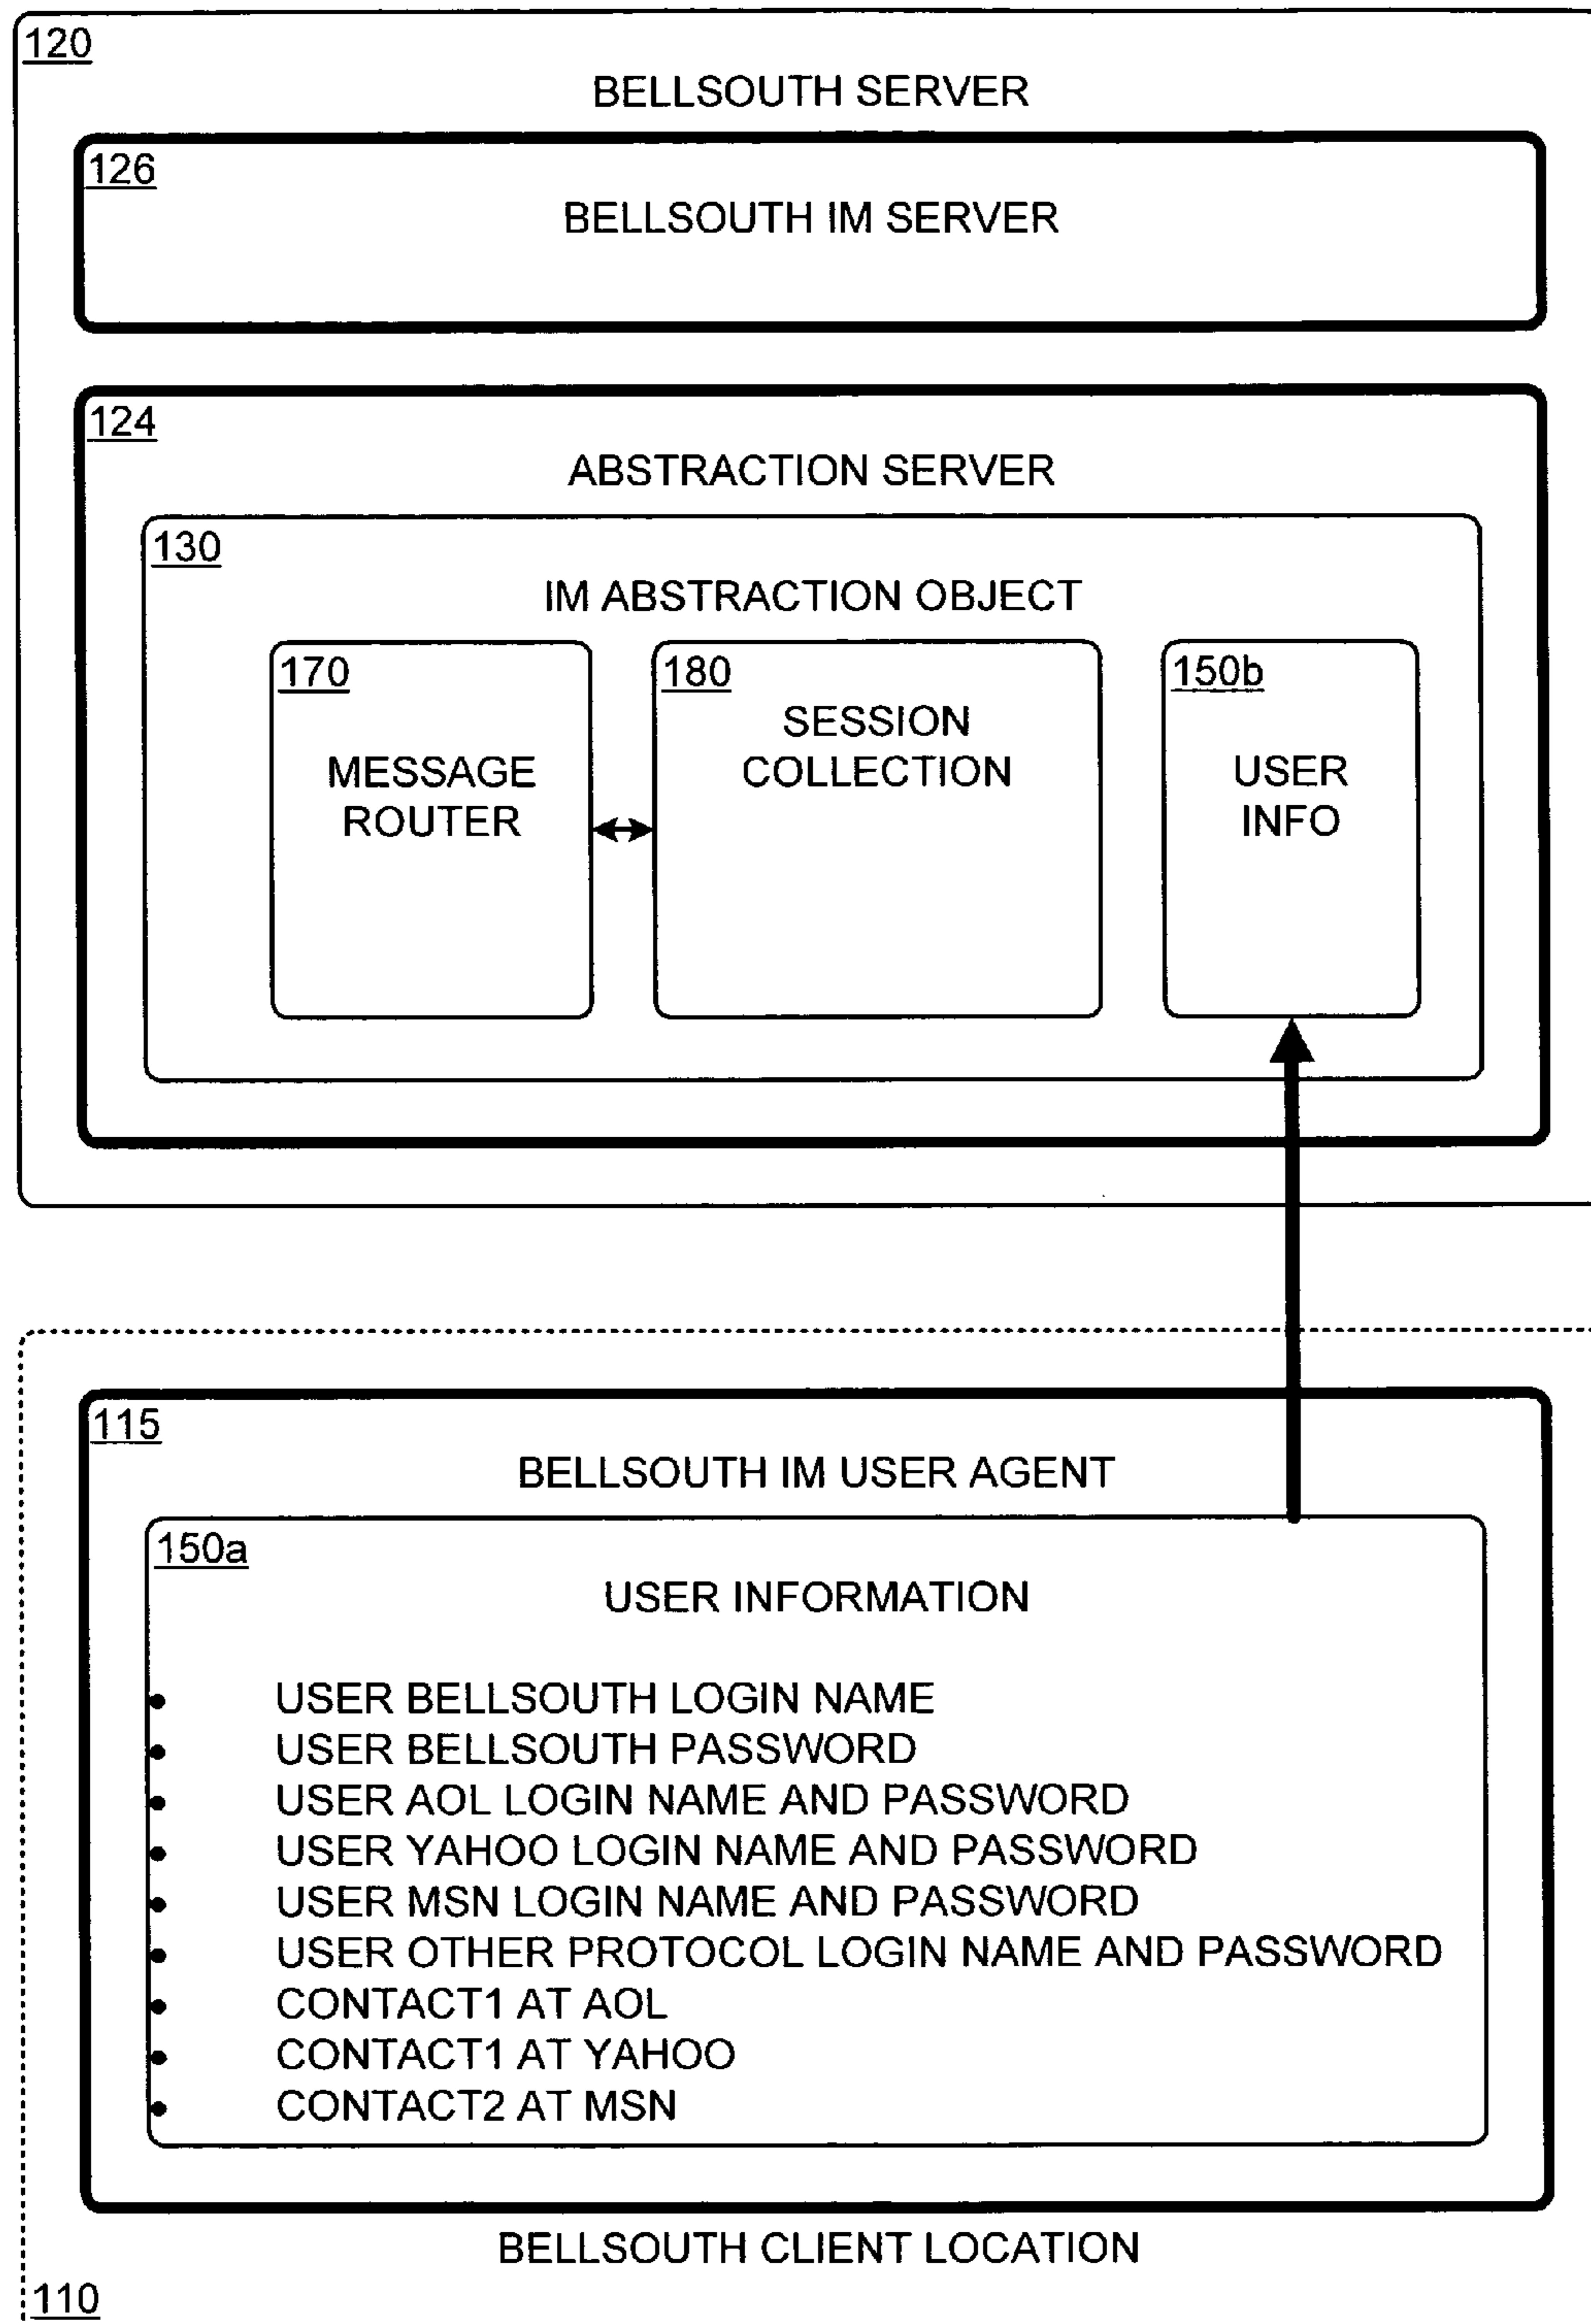 120
BELLSOUTH SERVER
126
BELLSOUTH IM SERVER
124
ABSTRACTION SERVER
130
IM ABSTRACTION OBJECT
170
MESSAGE
ROUTER
180
SESSION
COLLECTION
150b
USER
INFO
115
BELLSOUTH IM USER AGENT
150a
USER INFORMATION
• USER BELLSOUTH LOGIN NAME
• USER BELLSOUTH PASSWORD
• USER AOL LOGIN NAME AND PASSWORD
• USER YAHOO LOGIN NAME AND PASSWORD
• USER MSN LOGIN NAME AND PASSWORD
• USER OTHER PROTOCOL LOGIN NAME AND PASSWORD
• CONTACT1 AT AOL
• CONTACT1 AT YAHOO
• CONTACT2 AT MSN
BELLSOUTH CLIENT LOCATION
110